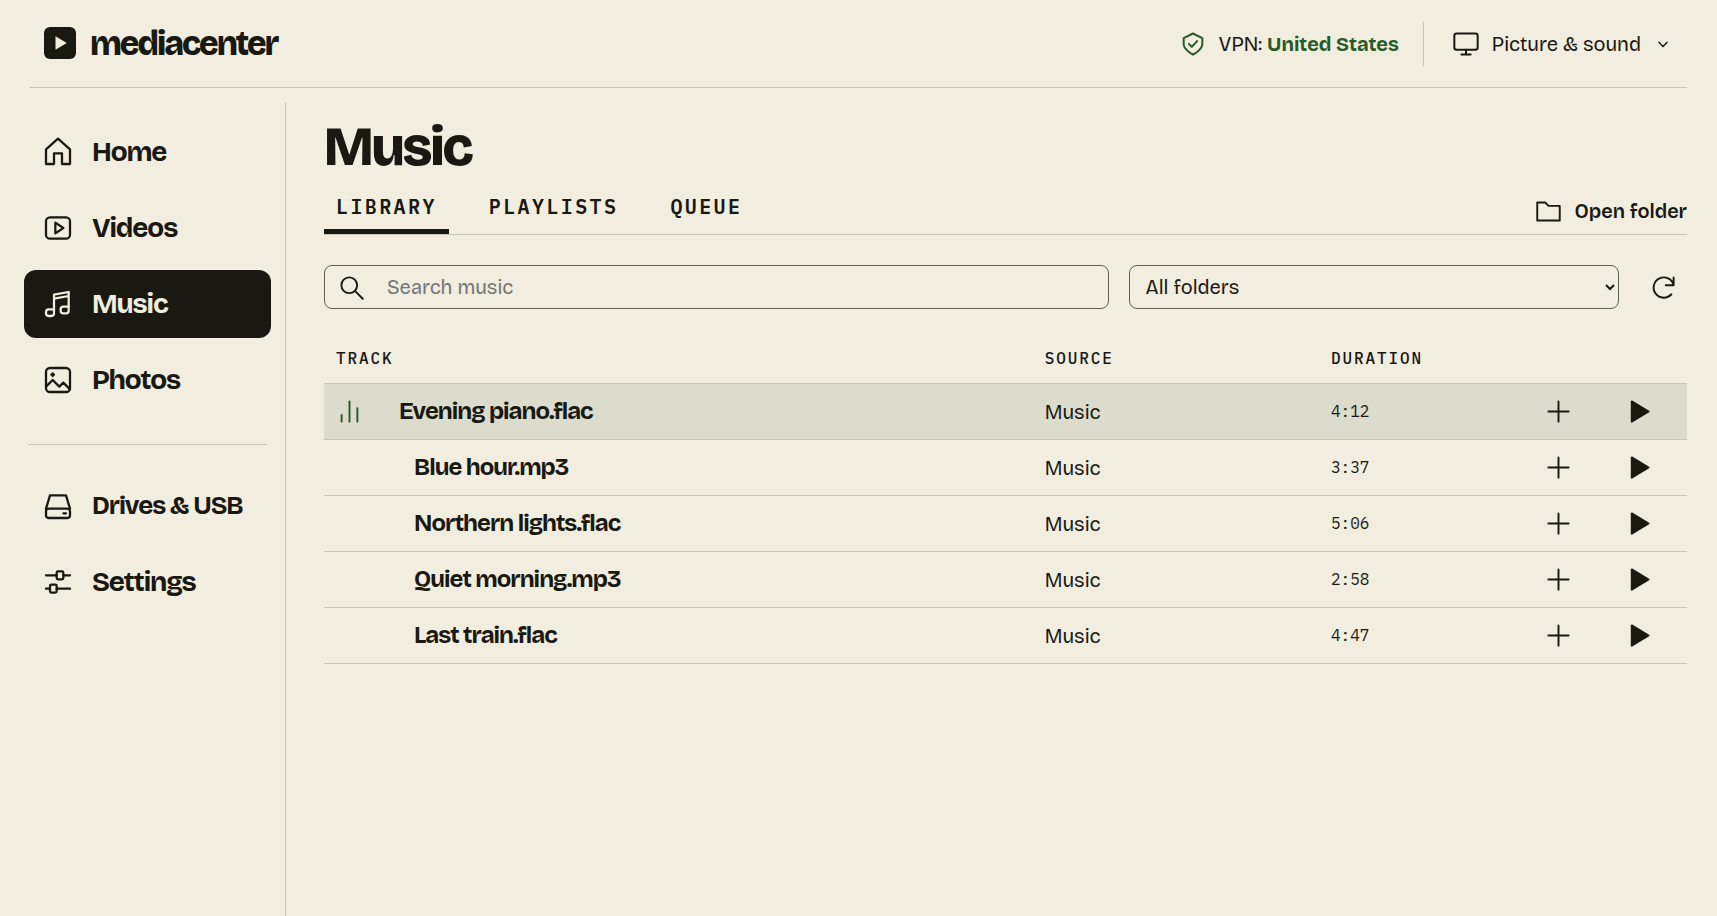 mediacenter
VPN: United States
Picture & sound
Home
Videos
Music
Photos
Drives & USB
Settings
Music
LIBRARY PLAYLISTS QUEUE
Open folder
Search music
All folders
TRACK SOURCE DURATION
Evening piano.flac Music 4:12
Blue hour.mp3 Music 3:37
Northern lights.flac Music 5:06
Quiet morning.mp3 Music 2:58
Last train.flac Music 4:47